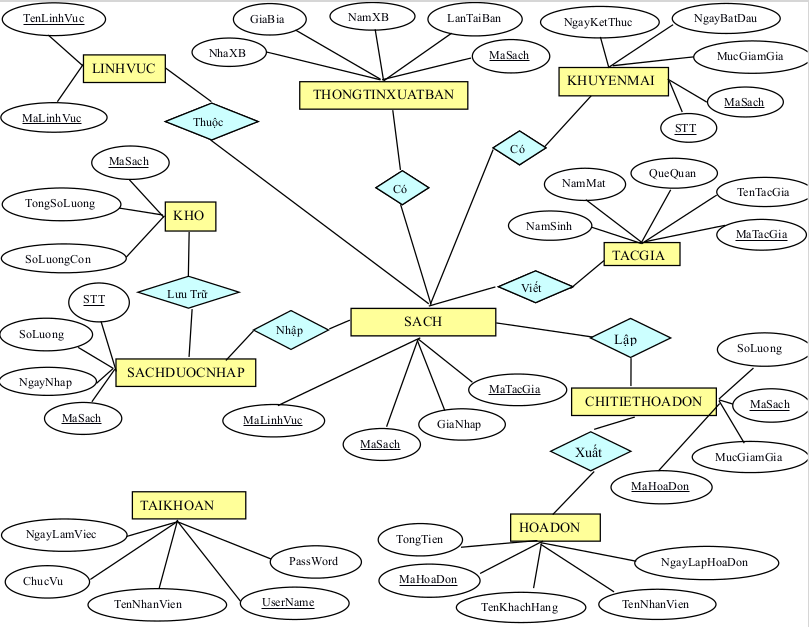 TenLinhVuc
GiaBia
NamXB
LanTaiBan
NgayKetThuc
NgayBatDau
NhaXB
MaSach
MucGiamGia
LINHVUC
THONGTINXUATBAN
KHUYENMAI
MaSach
MaLinhVuc
Thuộc
STT
Có
MaSach
QueQuan
NamMat
TenTacGia
Có
TongSoLuong
KHO
NamSinh
MaTacGia
SoLuongCon
TACGIA
Lưu Trữ
Viết
STT
SACH
Nhập
SoLuong
Lập
SoLuong
SACHDUOCNHAP
NgayNhap
MaTacGia
CHITIETHOADON
MaSach
MaSach
MaLinhVuc
GiaNhap
MaSach
Xuất
MucGiamGia
MaHoaDon
TAIKHOAN
HOADON
NgayLamViec
TongTien
PassWord
NgayLapHoaDon
ChucVu
MaHoaDon
TenNhanVien
UserName
TenKhachHang
TenNhanVien